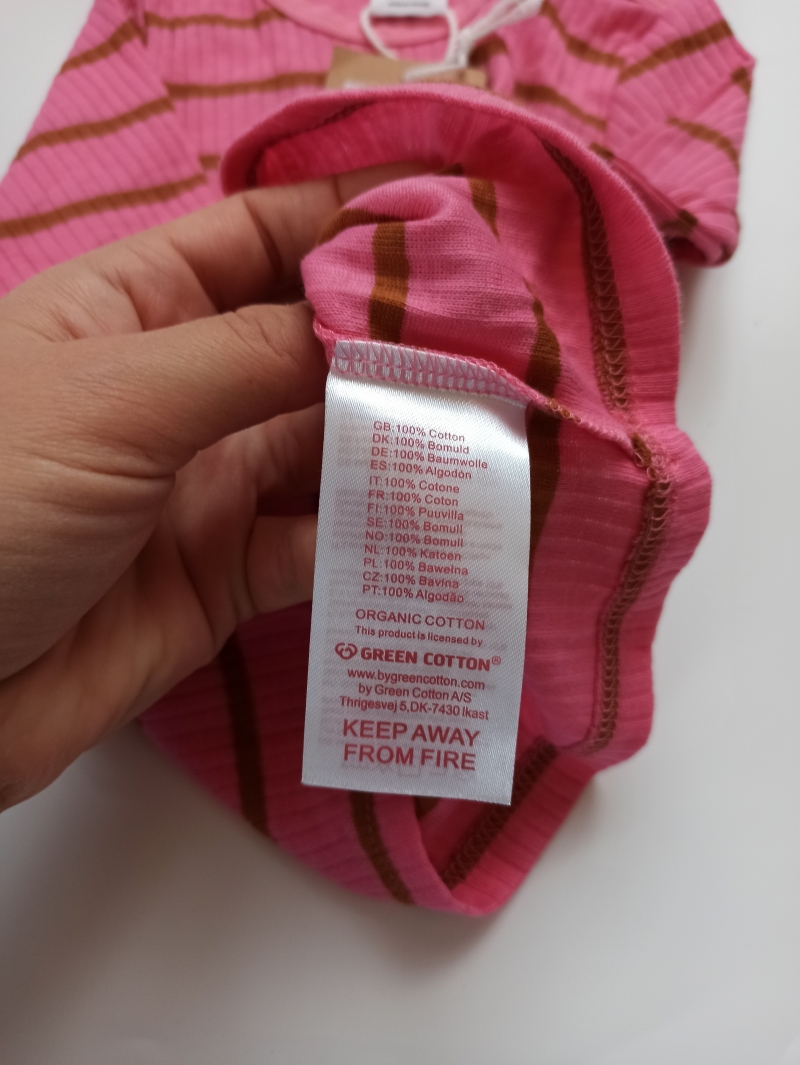 GB:100% Cotton
DK:100% Bomuld
DE:100% Baumwolle
ES:100% Algodón
IT:100% Cotone
FR:100% Coton
FI:100% Puuvilla
SE:100% Bomull
NO:100% Bomull
NL:100% Katoen
PL:100% Bawełna
CZ:100% Bavlna
PT:100% Algodão
ORGANIC COTTON
This product is licensed by
GREEN COTTON®
www.bygreencotton.com
by Green Cotton A/S
Thrigesvej 5,DK-7430 Ikast
KEEP AWAY
FROM FIRE